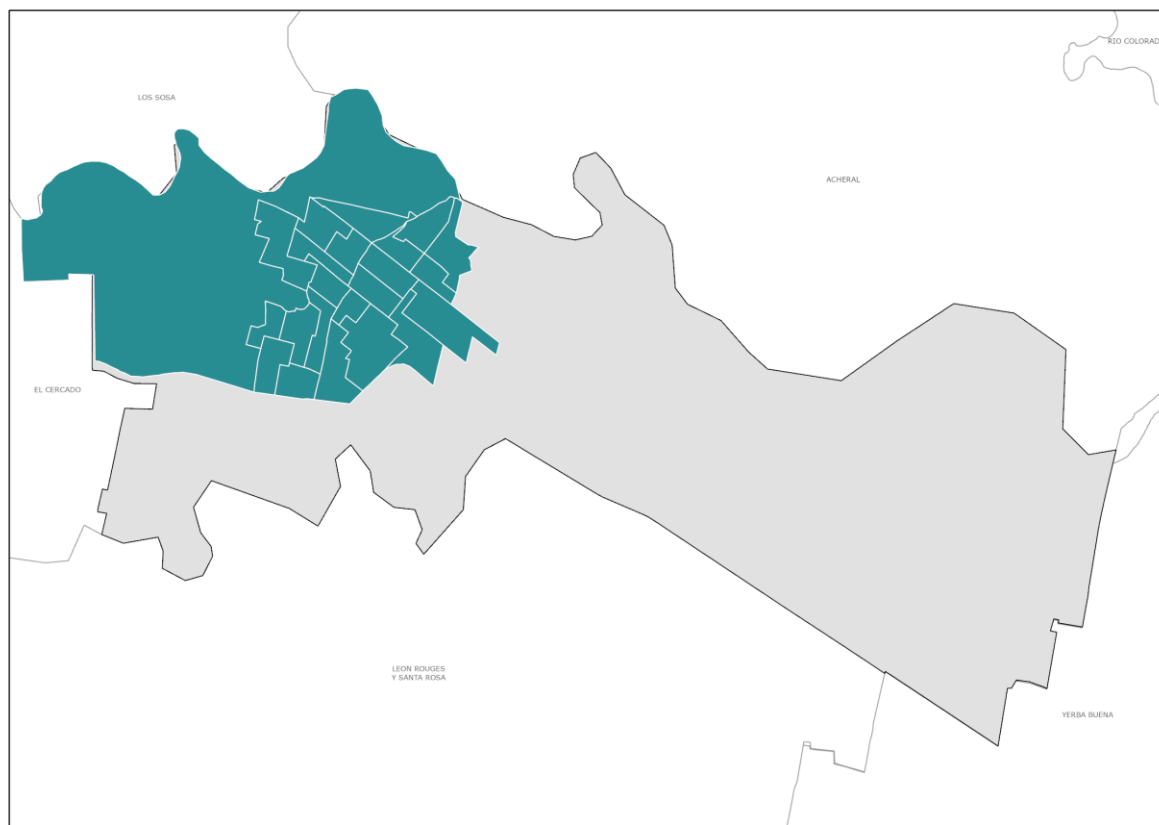 RIO COLORAD
LOS SOSA
ACHERAL
EL CERCADO
LEON ROUGES
Y SANTA ROSA
YERBA BUENA